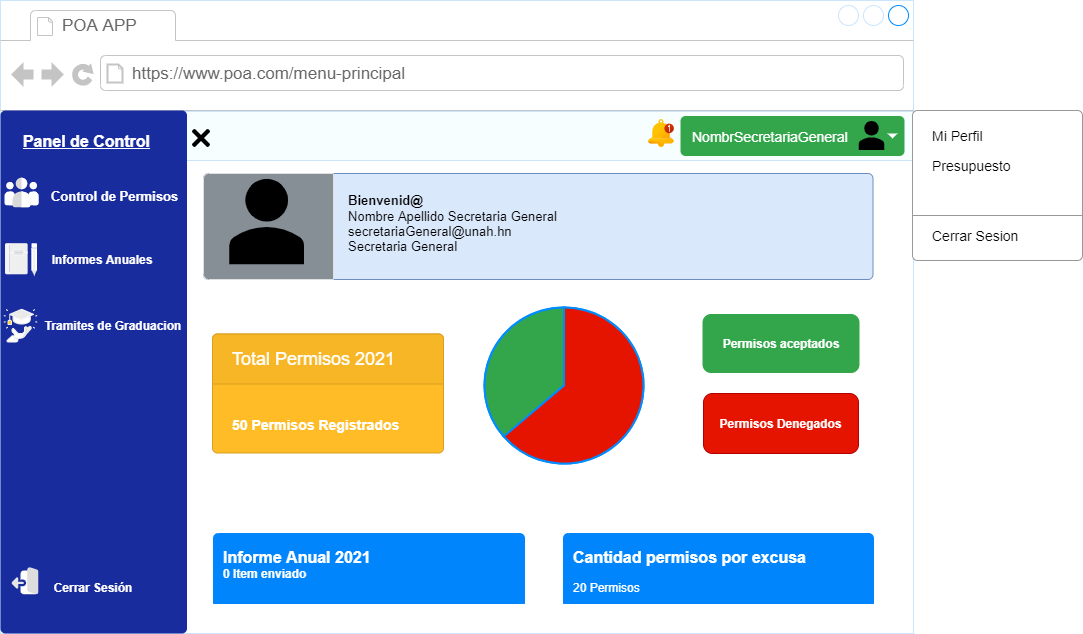 POA APP
https://www.poa.com/menu-principal
Panel de Control
Control de Permisos
Informes Anuales
Tramites de Graduacion
Cerrar Sesión
1
NombrSecretariaGeneral
Mi Perfil
Presupuesto
Cerrar Sesion
Bienvenid@
Nombre Apellido Secretaria General
secretariaGeneral@unah.hn
Secretaria General
Total Permisos 2021
50 Permisos Registrados
Permisos aceptados
Permisos Denegados
Informe Anual 2021
0 Item enviado
Cantidad permisos por excusa
20 Permisos